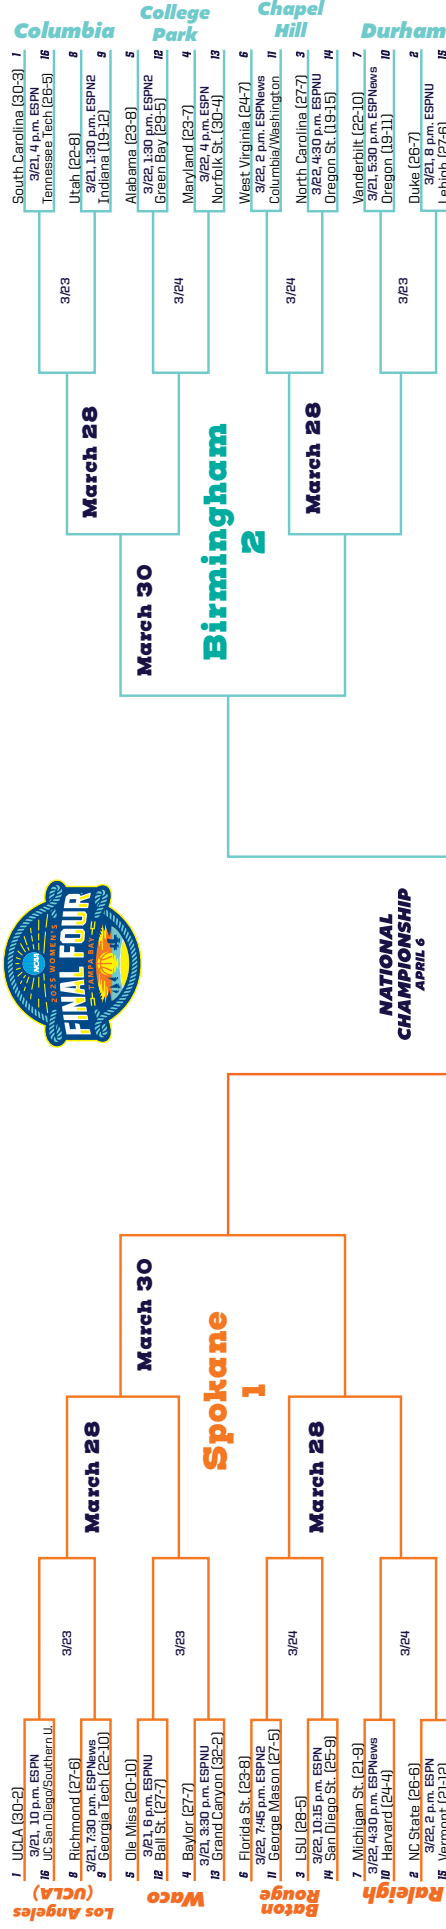 Los Angeles
(UCLA)
1 UCLA (30-2)
3/21, 10 p.m. ESPN
16 UC San Diego/Southern U.
8 Richmond (27-6)
3/21, 7:30 p.m. ESPNews
9 Georgia Tech (22-10)
3/23
Waco
5 Ole Miss (20-10)
3/21, 6 p.m. ESPNU
12 Ball St. (27-7)
4 Baylor (27-7)
3/21, 3:30 p.m. ESPNU
13 Grand Canyon (32-2)
3/23
March 28
Baton
Rouge
6 Florida St. (23-8)
3/22, 7:45 p.m. ESPN2
11 George Mason (27-5)
3 LSU (28-5)
3/22, 10:15 p.m. ESPN
14 San Diego St. (25-9)
3/24
Raleigh
7 Michigan St. (21-9)
3/22, 4:30 p.m. ESPNews
10 Harvard (24-4)
2 NC State (26-6)
3/22, 2 p.m. ESPN
15 Vermont (21-12)
3/24
March 28
March 30
Spokane
1
NCAA
2025 WOMEN'S
FINAL FOUR
TAMPA BAY
NATIONAL
CHAMPIONSHIP
APRIL 6
Columbia
South Carolina (30-3) 1
3/21, 4 p.m. ESPN
Tennessee Tech (26-5) 16
Utah (22-8) 8
3/21, 1:30 p.m. ESPN2
Indiana (19-12) 9
3/23
College
Park
Alabama (23-8) 5
3/22, 1:30 p.m. ESPN2
Green Bay (29-5) 12
Maryland (23-7) 4
3/22, 4 p.m. ESPN
Norfolk St. (30-4) 13
3/24
March 28
Chapel
Hill
West Virginia (24-7) 6
3/22, 2 p.m. ESPNews
Columbia/Washington 11
North Carolina (27-7) 3
3/22, 4:30 p.m. ESPNU
Oregon St. (19-15) 14
3/24
Durham
Vanderbilt (22-10) 7
3/21, 5:30 p.m. ESPNews
Oregon (19-11) 10
Duke (26-7) 2
3/21, 8 p.m. ESPNU
Lehigh (27-6) 15
3/23
March 28
March 30
Birmingham
2